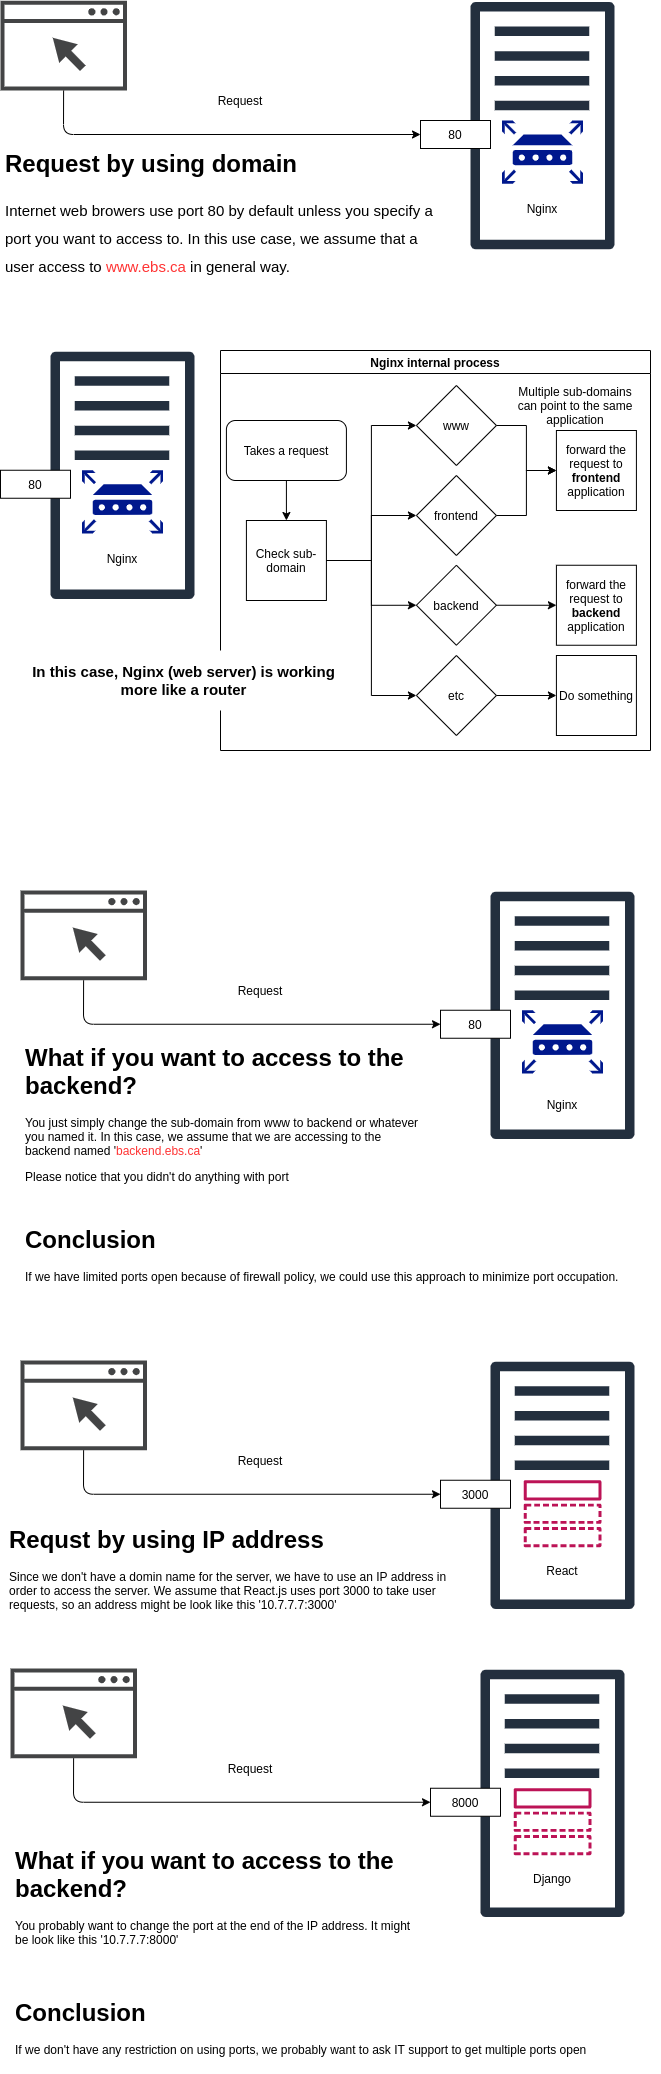 Request
80
Nginx
Request by using domain
Internet web browers use port 80 by default unless you specify a
port you want to access to. In this use case, we assume that a
user access to www.ebs.ca in general way.
80
Nginx
In this case, Nginx (web server) is working
more like a router
Nginx internal process
Takes a request
Check sub-
domain
www
frontend
backend
etc
Multiple sub-domains
can point to the same
application
forward the
request to
frontend
application
forward the
request to
backend
application
Do something
Request
80
Nginx
What if you want to access to the
backend?
You just simply change the sub-domain from www to backend or whatever
you named it. In this case, we assume that we are accessing to the
backend named 'backend.ebs.ca'
Please notice that you didn't do anything with port
Conclusion
If we have limited ports open because of firewall policy, we could use this approach to minimize port occupation.
Request
3000
React
Requst by using IP address
Since we don't have a domin name for the server, we have to use an IP address in
order to access the server. We assume that React.js uses port 3000 to take user
requests, so an address might be look like this '10.7.7.7:3000'
Request
8000
Django
What if you want to access to the
backend?
You probably want to change the port at the end of the IP address. It might
be look like this '10.7.7.7:8000'
Conclusion
If we don't have any restriction on using ports, we probably want to ask IT support to get multiple ports open